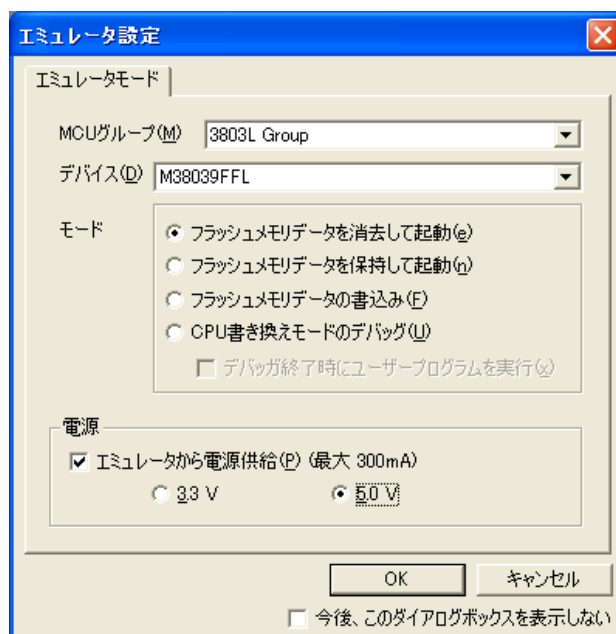 エミュレータ設定
エミュレータモード
MCUグループ(M) 3803L Group
デバイス(D) M38039FFL
モード
フラッシュメモリデータを消去して起動(e)
フラッシュメモリデータを保持して起動(n)
フラッシュメモリデータの書込み(F)
CPU書き換えモードのデバッグ(U)
デバッガ終了時にユーザープログラムを実行(x)
電源
エミュレータから電源供給(P) (最大 300mA)
3.3 V 5.0 V
OK キャンセル
今後、このダイアログボックスを表示しない